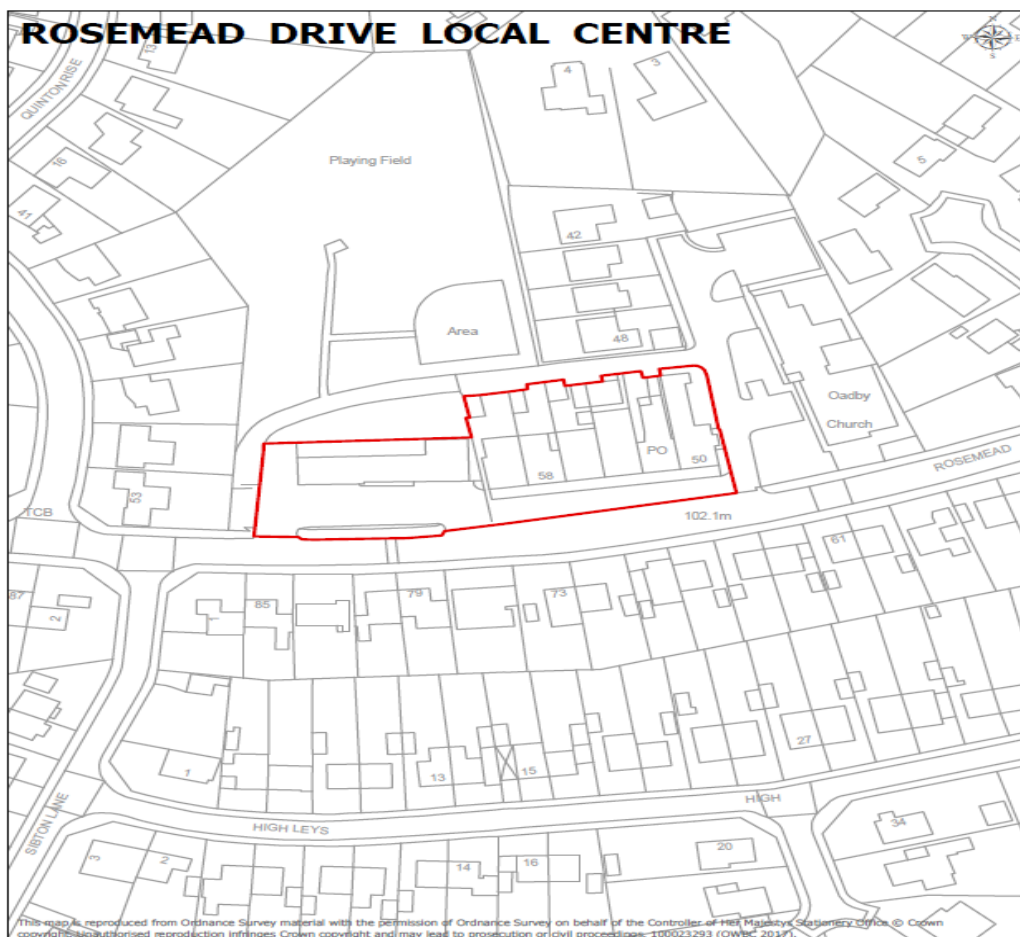 ROSEMEAD DRIVE LOCAL CENTRE
N
W
E
S
13
4
3
QUINTONRISE
Playing Field
16
5
41
42
Area
48
Oadby
Church
PO
50
58
ROSEMEAD
53
TCB
102.1m
61
87
2
1
85
79
73
27
1
13
15
HIGH
SIBTON LANE
HIGH LEYS
34
3
2
14
16
20
This map is reproduced from Ordnance Survey material with the permission of Ordnance Survey on behalf of the Controller of Her Majestys Stationery Office © Crown
copyright. Unauthorised reproduction infringes Crown copyright and may lead to prosecution or civil proceedings. 100023293 (OWBC 2017).